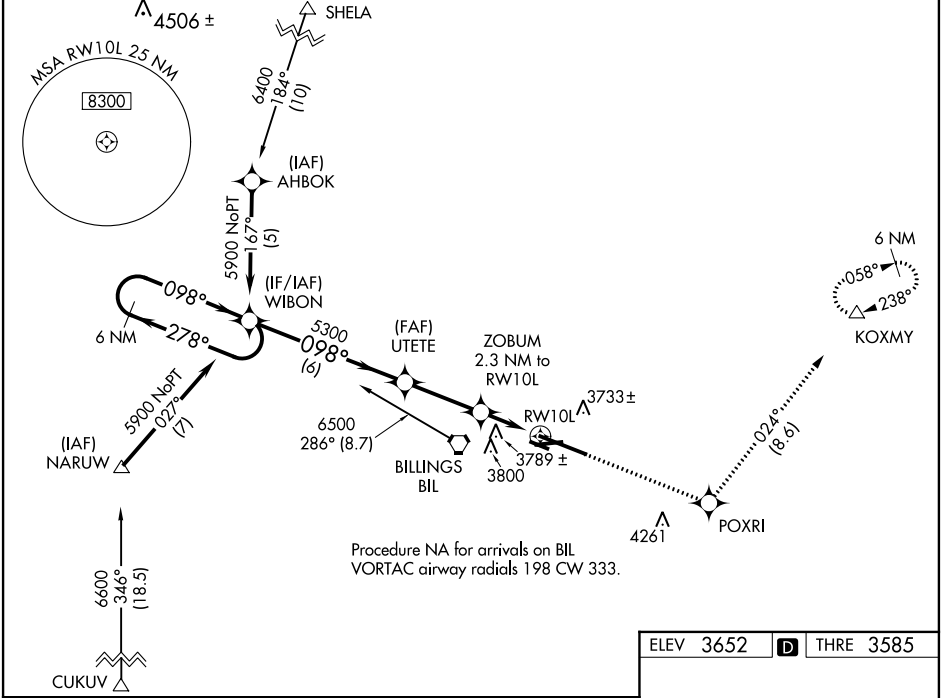 4506 ±
SHELA
MSA RW10L 25 NM
8300
6400
184°
(10)
(IAF)
AHBOK
5900 NoPT
167°
(5)
6 NM
058°
238°
KOXMY
(IF/IAF)
WIBON
098°
278°
6 NM
5300
098°
(6)
(FAF)
UTETE
ZOBUM
2.3 NM to
RW10L
RW10L
3733 ±
5900 NoPT
027°
(7)
(IAF)
NARUW
6500
286° (8.7)
BILLINGS
BIL
3789 ±
3800
024°
(8.6)
POXRI
4261
Procedure NA for arrivals on BIL
VORTAC airway radials 198 CW 333.
6600
346°
(18.5)
CUKUV
ELEV 3652 D THRE 3585